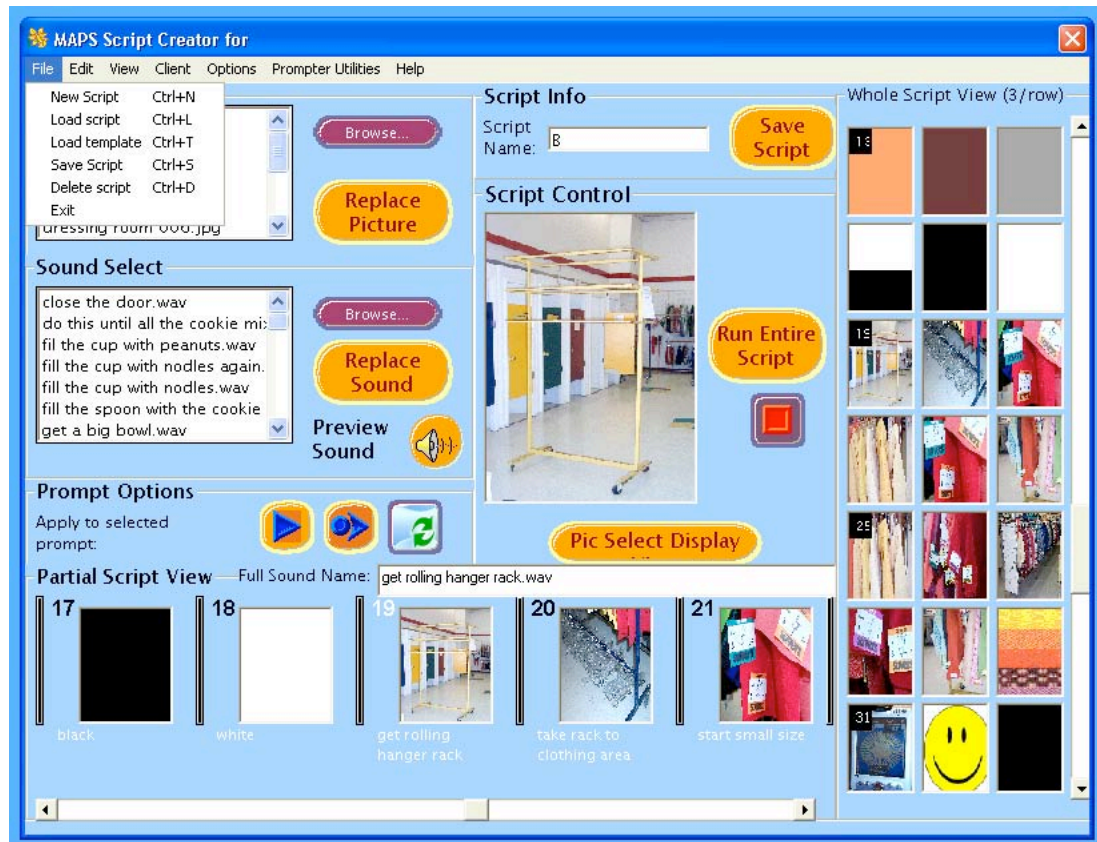 MAPS Script Creator for
File Edit View Client Options Prompter Utilities Help
New Script Ctrl+N
Load script Ctrl+L
Load template Ctrl+T
Save Script Ctrl+S
Delete script Ctrl+D
Exit
dressing room 006.jpg
Browse...
Replace
Picture
Sound Select
close the door.wav
do this until all the cookie mi
fil the cup with peanuts.wav
fill the cup with nodles again.
fill the cup with nodles.wav
fill the spoon with the cookie
get a big bowl.wav
Browse...
Replace
Sound
Preview
Sound
Prompt Options
Apply to selected
prompt:
Script Info
Script
Name: B
Save
Script
Script Control
Run Entire
Script
Pic Select Display
Partial Script View Full Sound Name: get rolling hanger rack.wav
17 18 19 20 21
black
white
get rolling
hanger rack
take rack to
clothing area
start small size
Whole Script View (3/row)
13
19
25
31